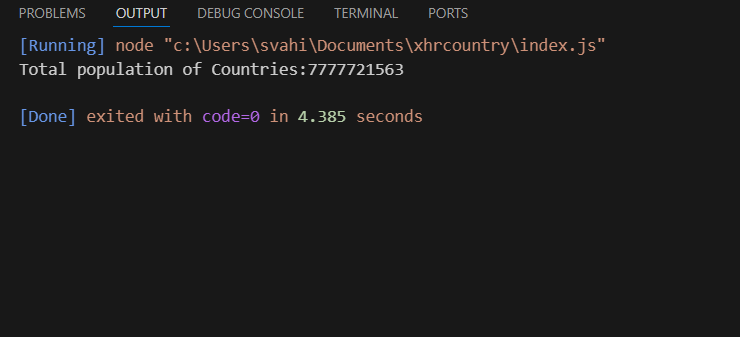 PROBLEMS OUTPUT DEBUG CONSOLE TERMINAL PORTS
[Running] node "c:\Users\svahi\Documents\xhrcountry\index.js"
Total population of Countries:7777721563
[Done] exited with code=0 in 4.385 seconds